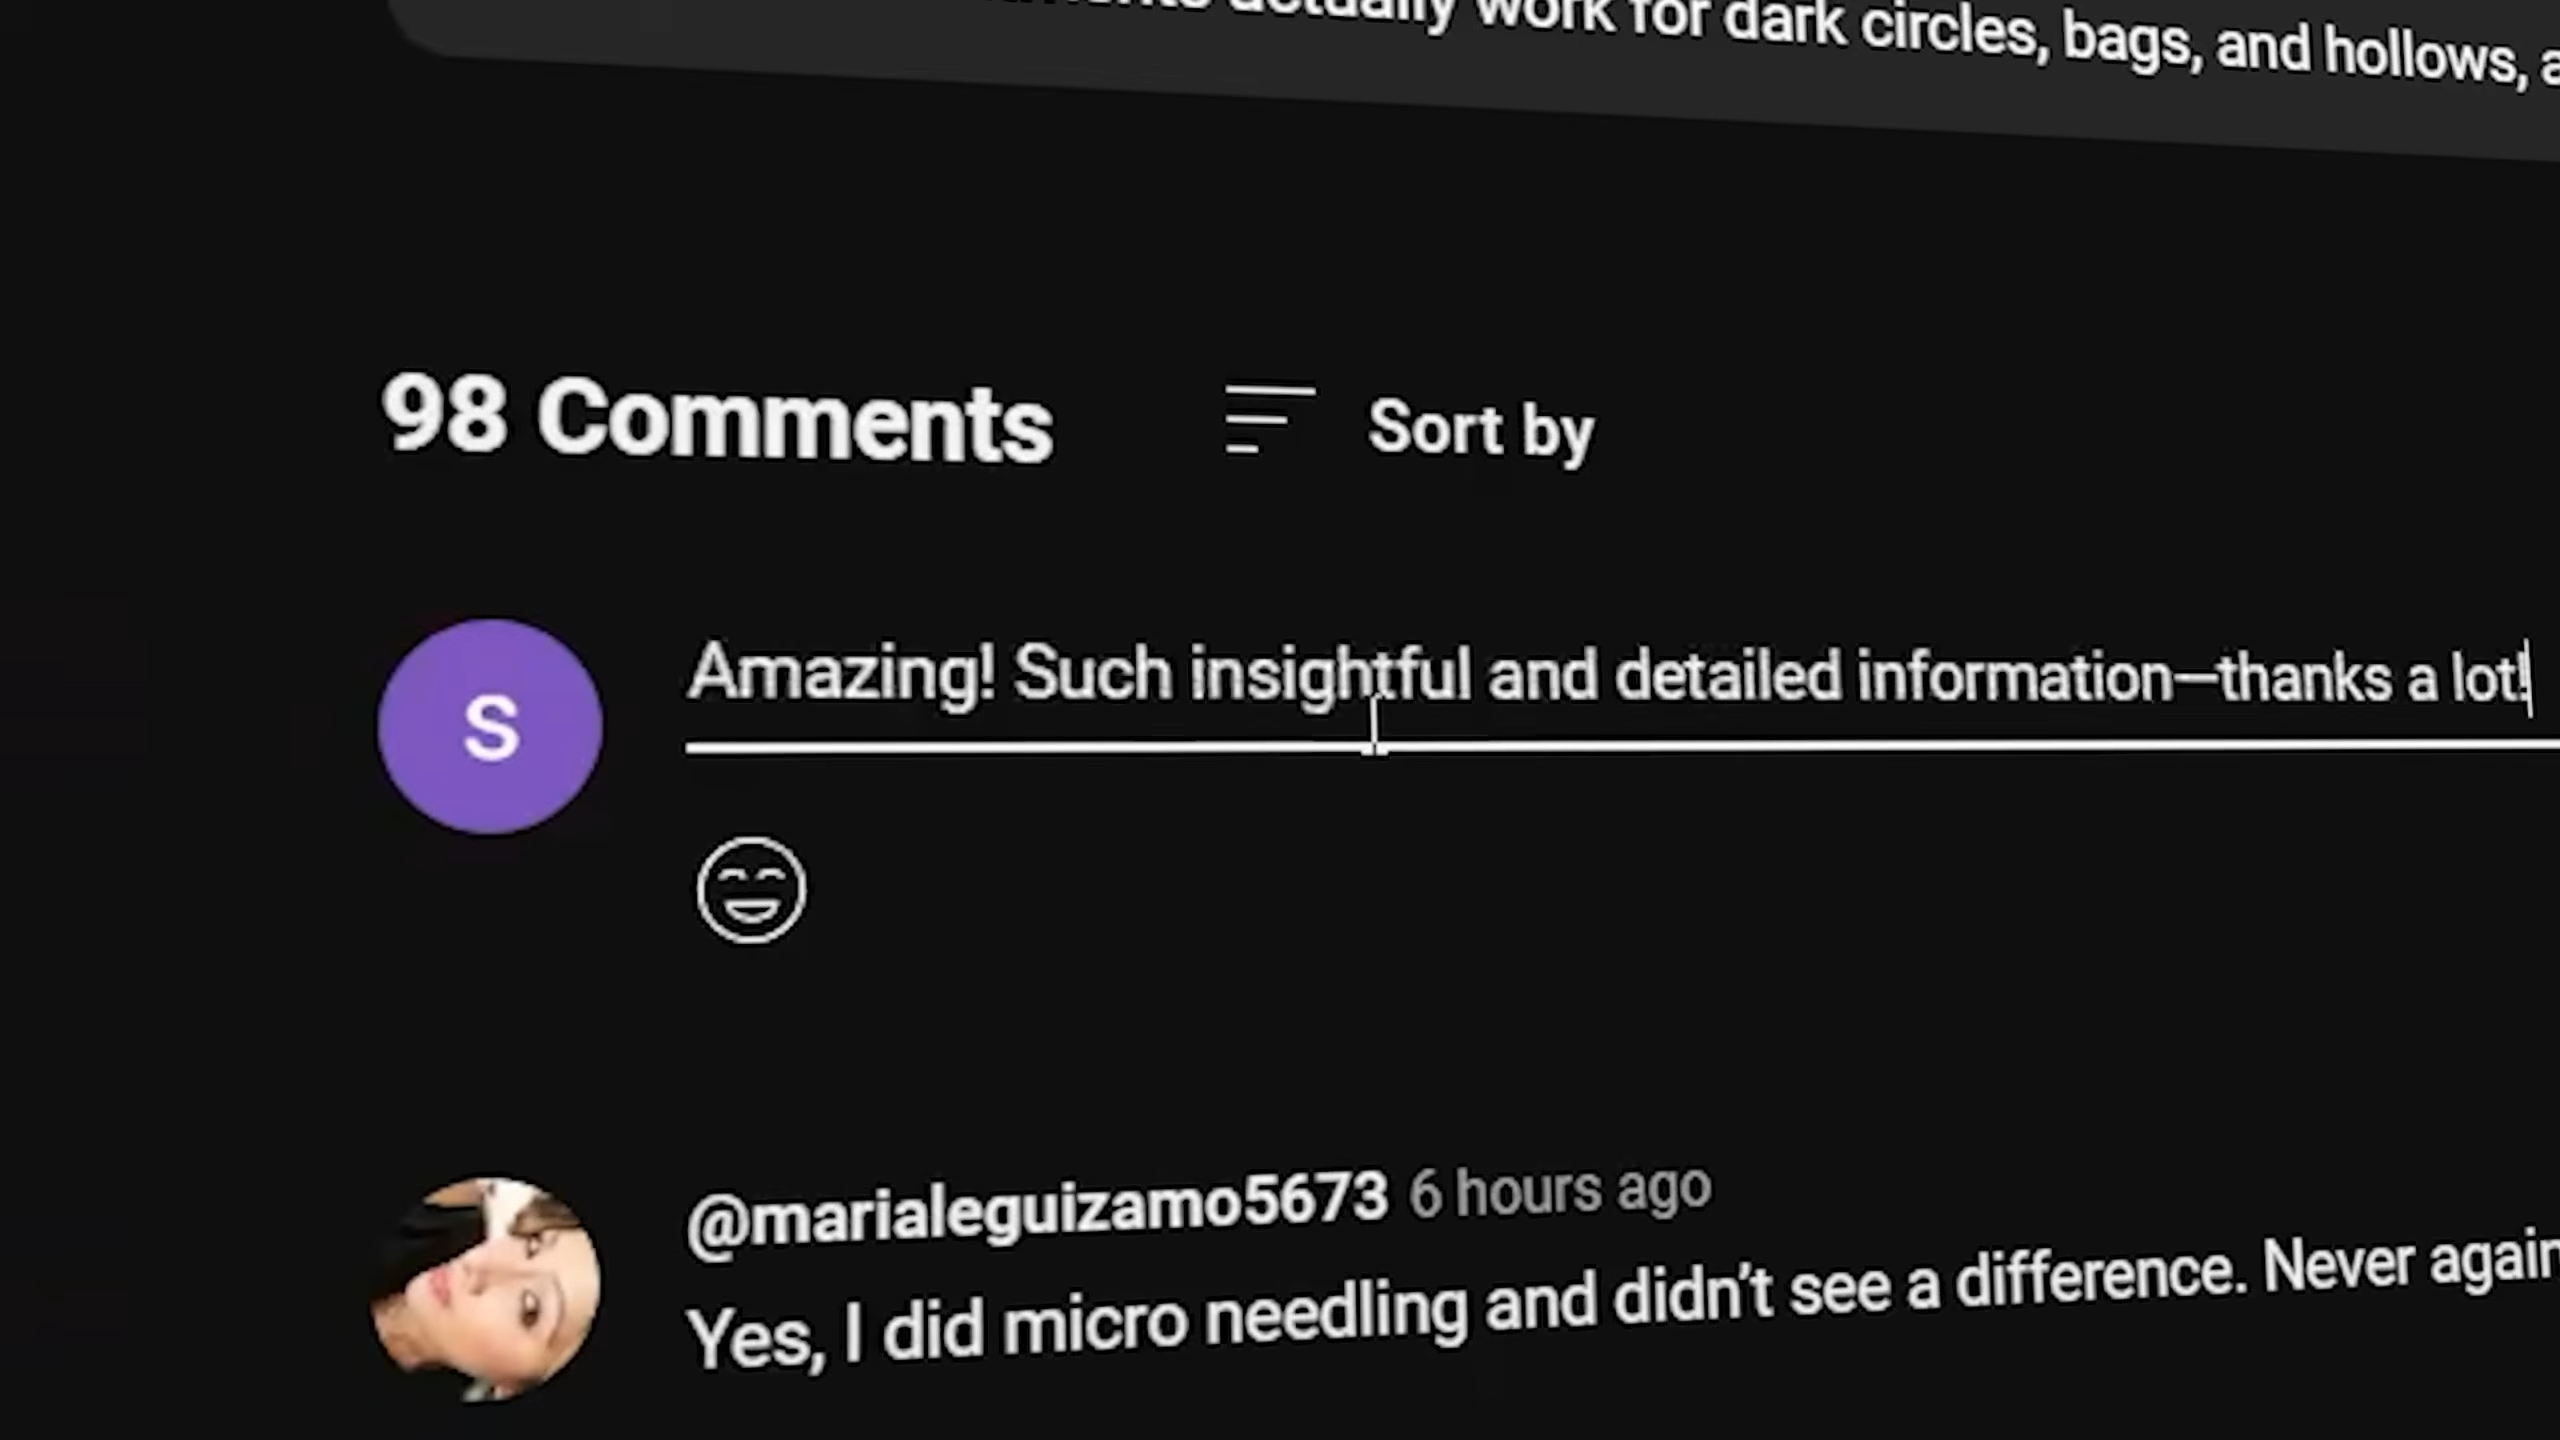 actually work for dark circles, bags, and hollows,
98 Comments
Sort by
S
Amazing! Such insightful and detailed information—thanks a lot!
@marialeguizamo5673 6 hours ago
Yes, I did micro needling and didn't see a difference. Never again